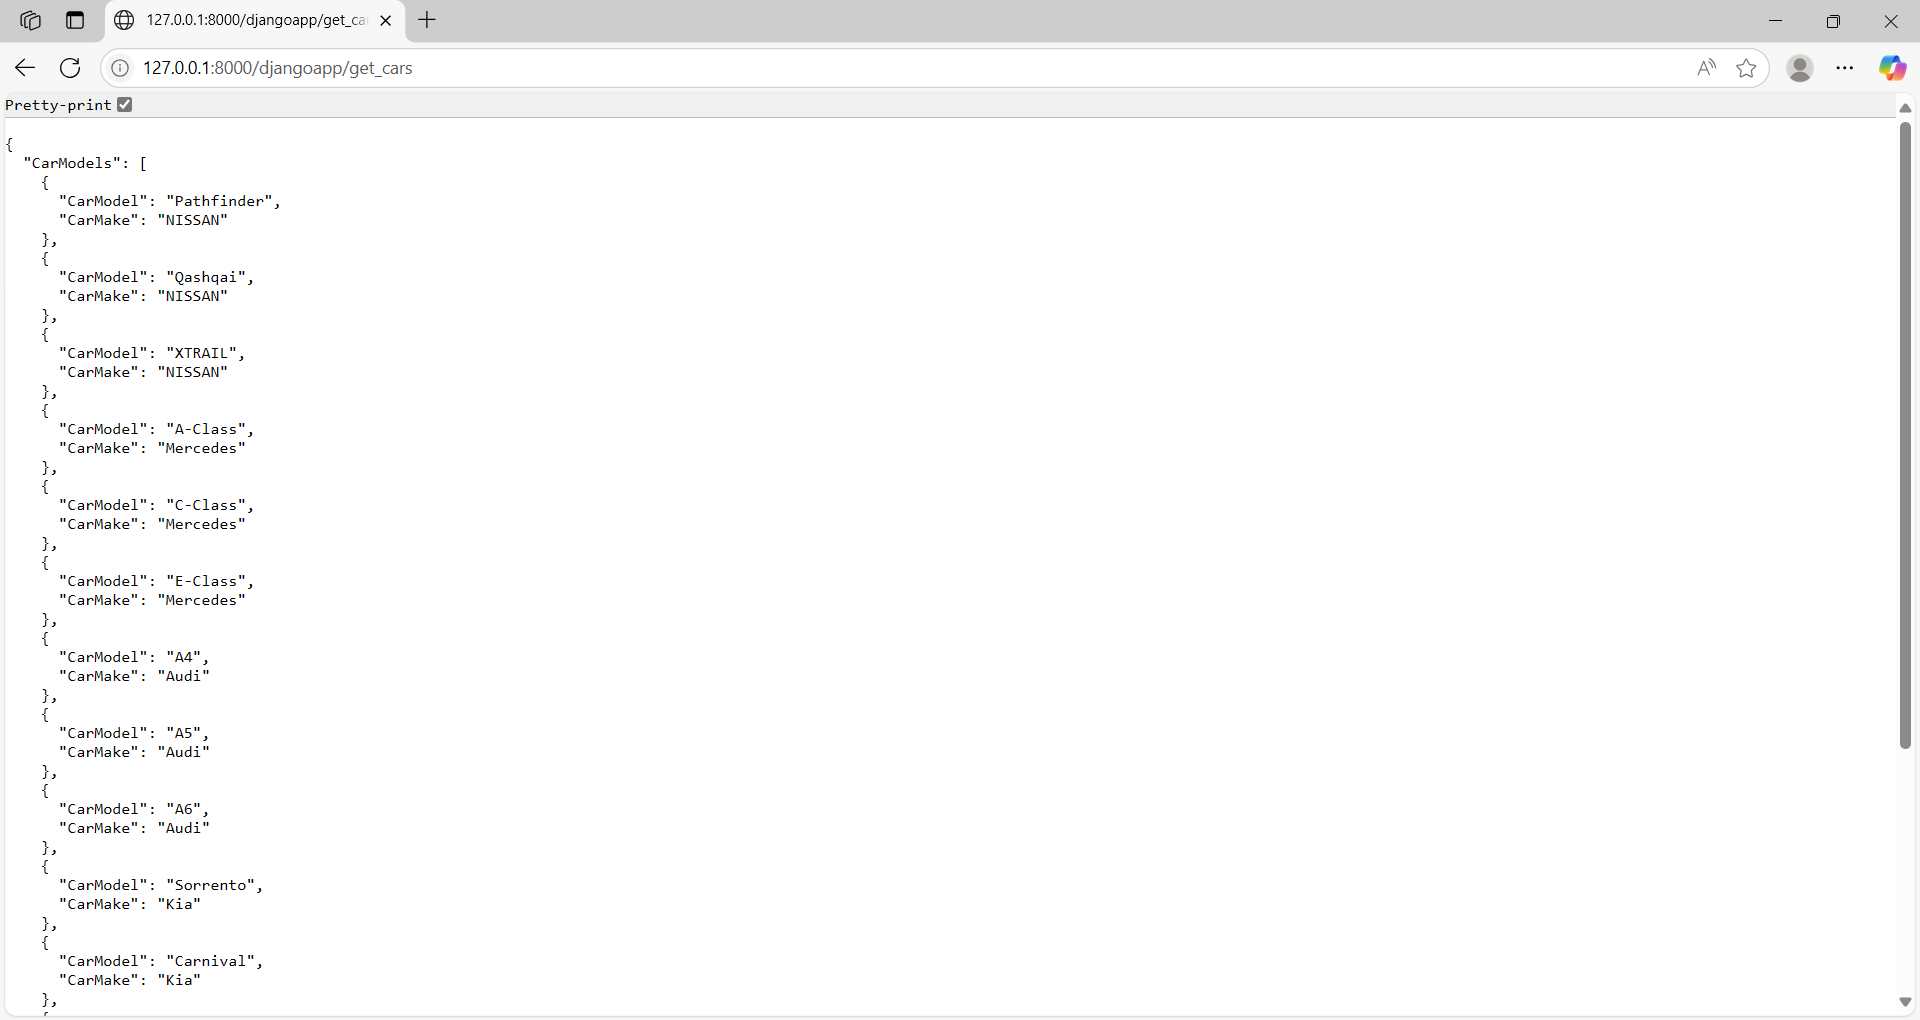 127.0.0.1:8000/djangoapp/get_ca
127.0.0.1:8000/djangoapp/get_cars
Pretty-print
{
  "CarModels": [
    {
      "CarModel": "Pathfinder",
      "CarMake": "NISSAN"
    },
    {
      "CarModel": "Qashqai",
      "CarMake": "NISSAN"
    },
    {
      "CarModel": "XTRAIL",
      "CarMake": "NISSAN"
    },
    {
      "CarModel": "A-Class",
      "CarMake": "Mercedes"
    },
    {
      "CarModel": "C-Class",
      "CarMake": "Mercedes"
    },
    {
      "CarModel": "E-Class",
      "CarMake": "Mercedes"
    },
    {
      "CarModel": "A4",
      "CarMake": "Audi"
    },
    {
      "CarModel": "A5",
      "CarMake": "Audi"
    },
    {
      "CarModel": "A6",
      "CarMake": "Audi"
    },
    {
      "CarModel": "Sorrento",
      "CarMake": "Kia"
    },
    {
      "CarModel": "Carnival",
      "CarMake": "Kia"
    },